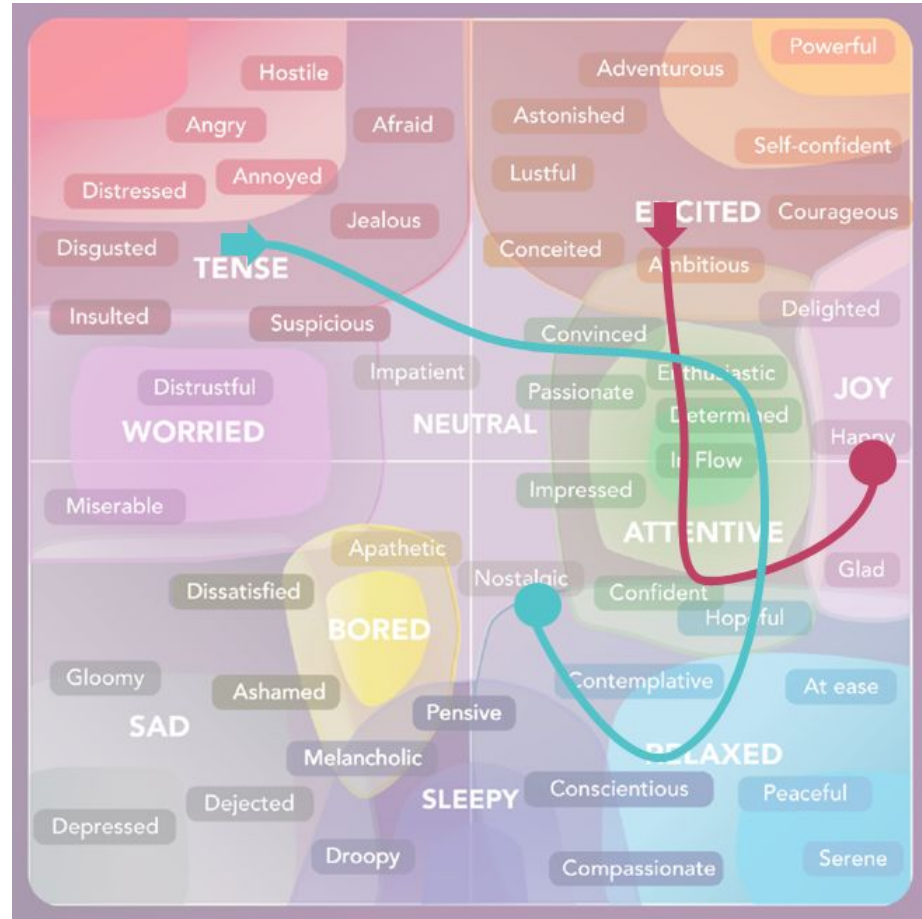 Powerful
Hostile
Adventurous
Astonished
Angry
Afraid
Self-confident
Lustful
Annoyed
Distressed
Jealous
EXCITED
Courageous
Disgusted
Conceited
TENSE
Ambitious
Delighted
Insulted
Suspicious
Convinced
Impatient
Enthusiastic
Distrustful
Passionate
JOY
Determined
WORRIED
NEUTRAL
Happy
In Flow
Impressed
Miserable
ATTENTIVE
Apathetic
Nostalgic
Glad
Dissatisfied
Confident
Hopeful
BORED
Gloomy
Contemplative
At ease
Ashamed
Pensive
SAD
Melancholic
RELAXED
Conscientious
Peaceful
SLEEPY
Dejected
Depressed
Droopy
Compassionate
Serene